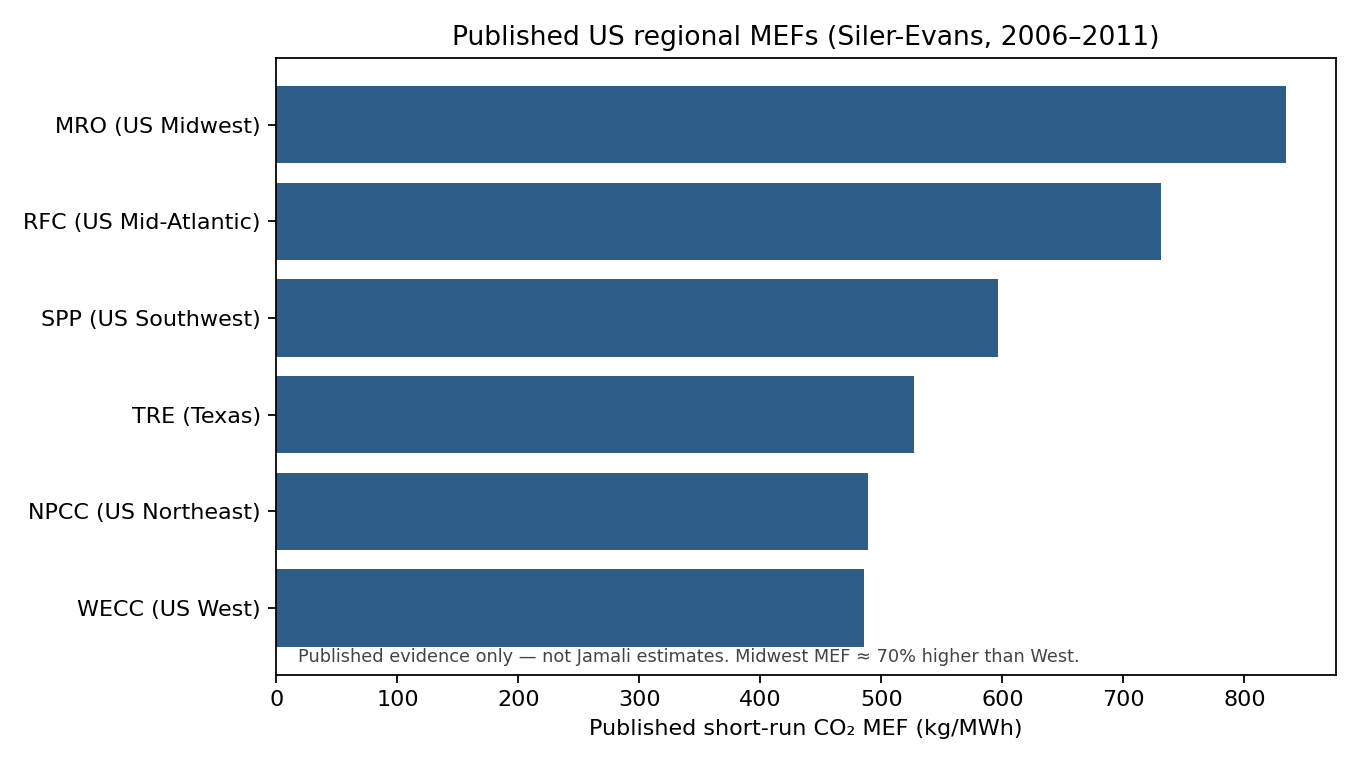 Published US regional MEFs (Siler-Evans, 2006–2011)
MRO (US Midwest)
RFC (US Mid-Atlantic)
SPP (US Southwest)
TRE (Texas)
NPCC (US Northeast)
WECC (US West)
Published evidence only — not Jamali estimates. Midwest MEF ≈ 70% higher than West.
0 100 200 300 400 500 600 700 800
Published short-run CO₂ MEF (kg/MWh)